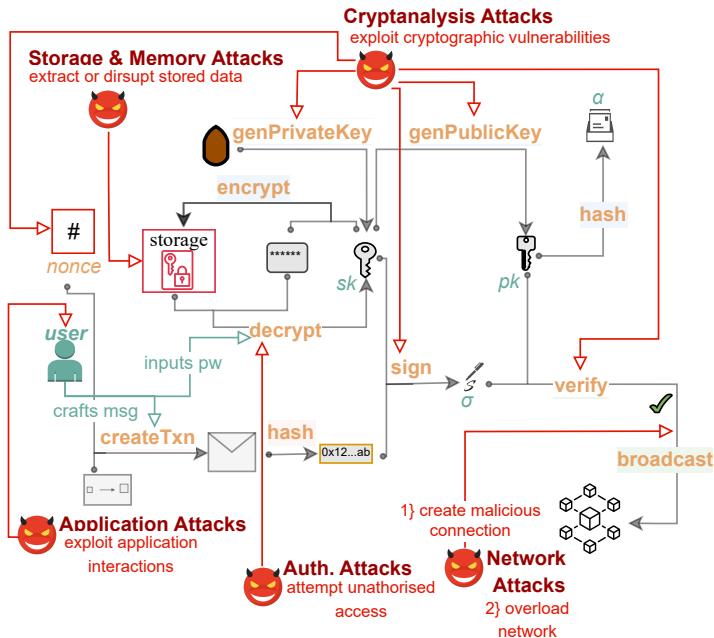 Cryptanalysis Attacks
exploit cryptographic vulnerabilities
Storage & Memory Attacks
extract or dirsupt stored data
α
genPrivateKey
genPublicKey
encrypt
hash
#
storage
******
nonce
sk
pk
user
decrypt
inputs pw
sign
verify
σ
crafts msg
createTxn
hash
0x12...ab
broadcast
1} create malicious
connection
Application Attacks
exploit application
interactions
Auth. Attacks
attempt unathorised
access
Network
Attacks
2} overload
network